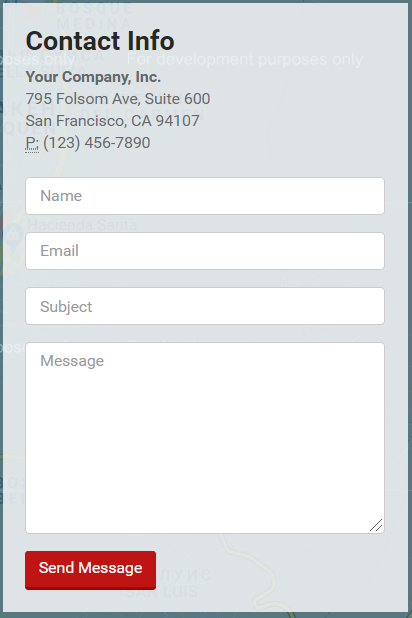 BOSQUE
MEDINA
Contact Info
poses only
For development purposes only
Your Company, Inc.
795 Folsom Ave, Suite 600
San Francisco, CA 94107
P: (123) 456-7890
Name
Hacienda Santa
Email
Subject
Message
Send Message
SAN LUIS